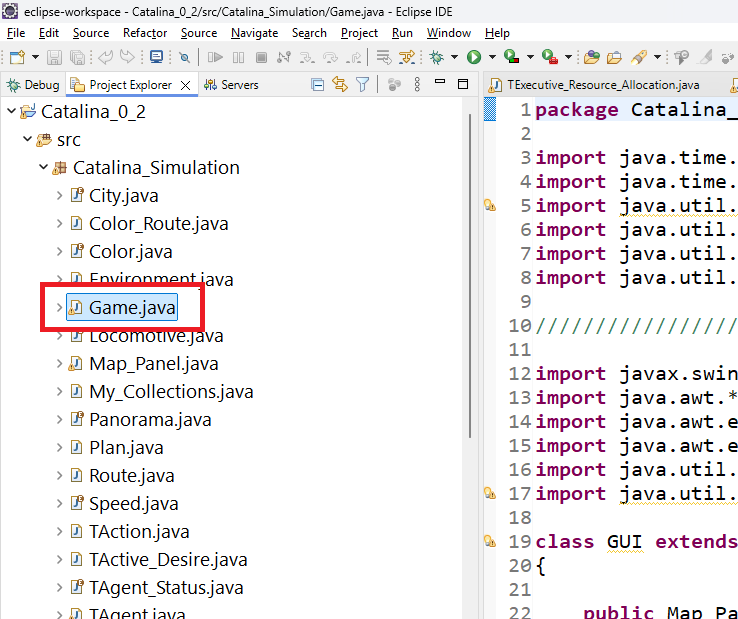 eclipse-workspace - Catalina_0_2/src/Catalina_Simulation/Game.java - Eclipse IDE
File Edit Source Refactor Source Navigate Search Project Run Window Help
Debug Project Explorer Servers
Catalina_0_2
src
Catalina_Simulation
City.java
Color_Route.java
Color.java
Environment.java
Game.java
Locomotive.java
Map_Panel.java
My_Collections.java
Panorama.java
Plan.java
Route.java
Speed.java
TAction.java
TActive_Desire.java
TAgent_Status.java
TAgent.java
TExecutive_Resource_Allocation.java
1 package Catalina_
2
3 import java.time.
4 import java.time.
5 import java.util.
6 import java.util.
7 import java.util.
8 import java.util.
9
10 /////////////////
11
12 import javax.swin
13 import java.awt.*
14 import java.awt.e
15 import java.awt.e
16 import java.util.
17 import java.util.
18
19 class GUI extends
20 {
21
22 public Map_Pa